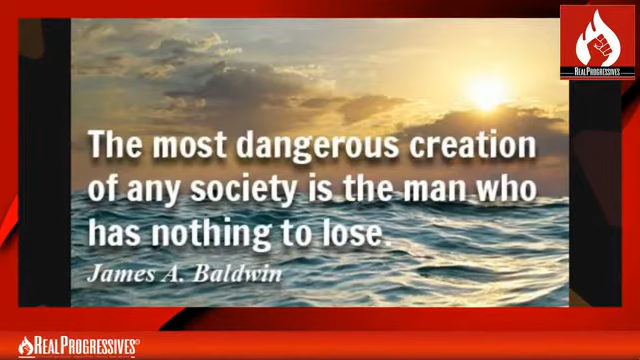 REALPROGRESSIVES
The most dangerous creation
of any society is the man who
has nothing to lose.
James A. Baldwin
REALPROGRESSIVES®